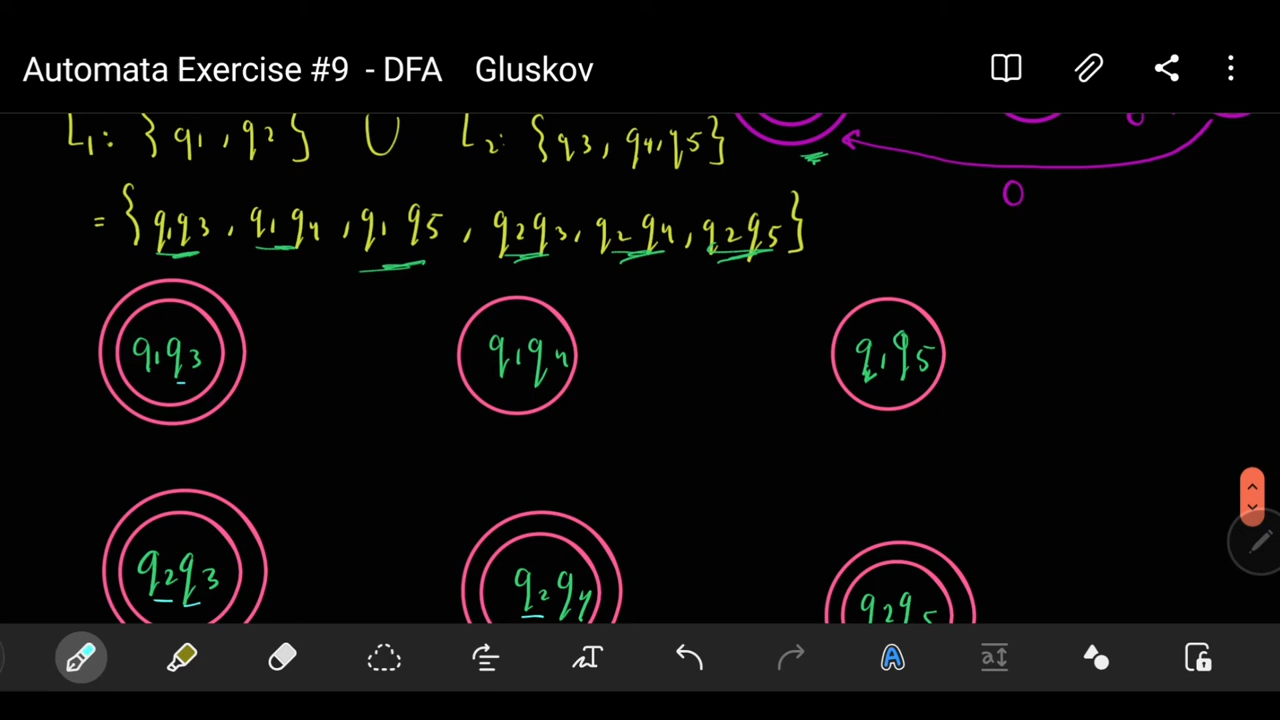 Automata Exercise #9 - DFA Gluskov
L1: {q1, q2} U L2: {q3, q4, q5}
0
= {q1q3, q1q4, q1q5, q2q3, q2q4, q2q5}
q1q3 q1q4 q1q5
q2q3 q2q4 q2q5